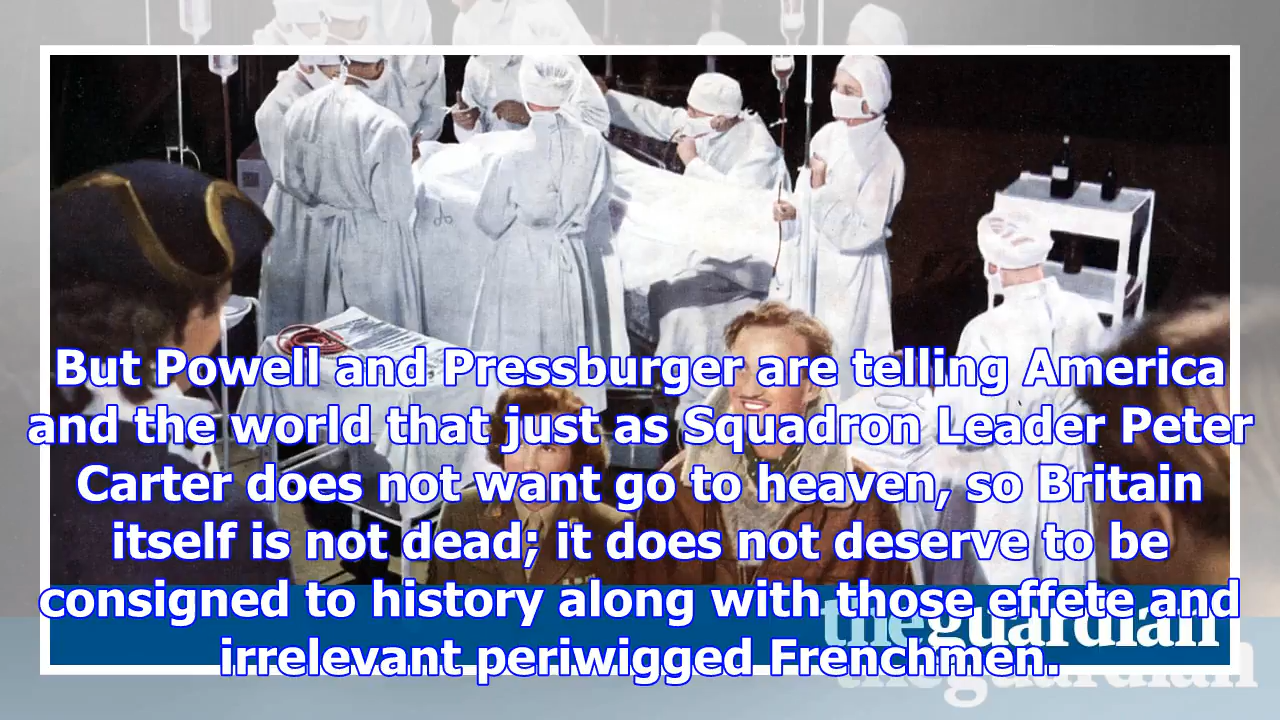 But Powell and Pressburger are telling America
and the world that just as Squadron Leader Peter
Carter does not want go to heaven, so Britain
itself is not dead; it does not deserve to be
consigned to history along with those effete and
irrelevant periwigged Frenchmen.
theguardian
theguardian